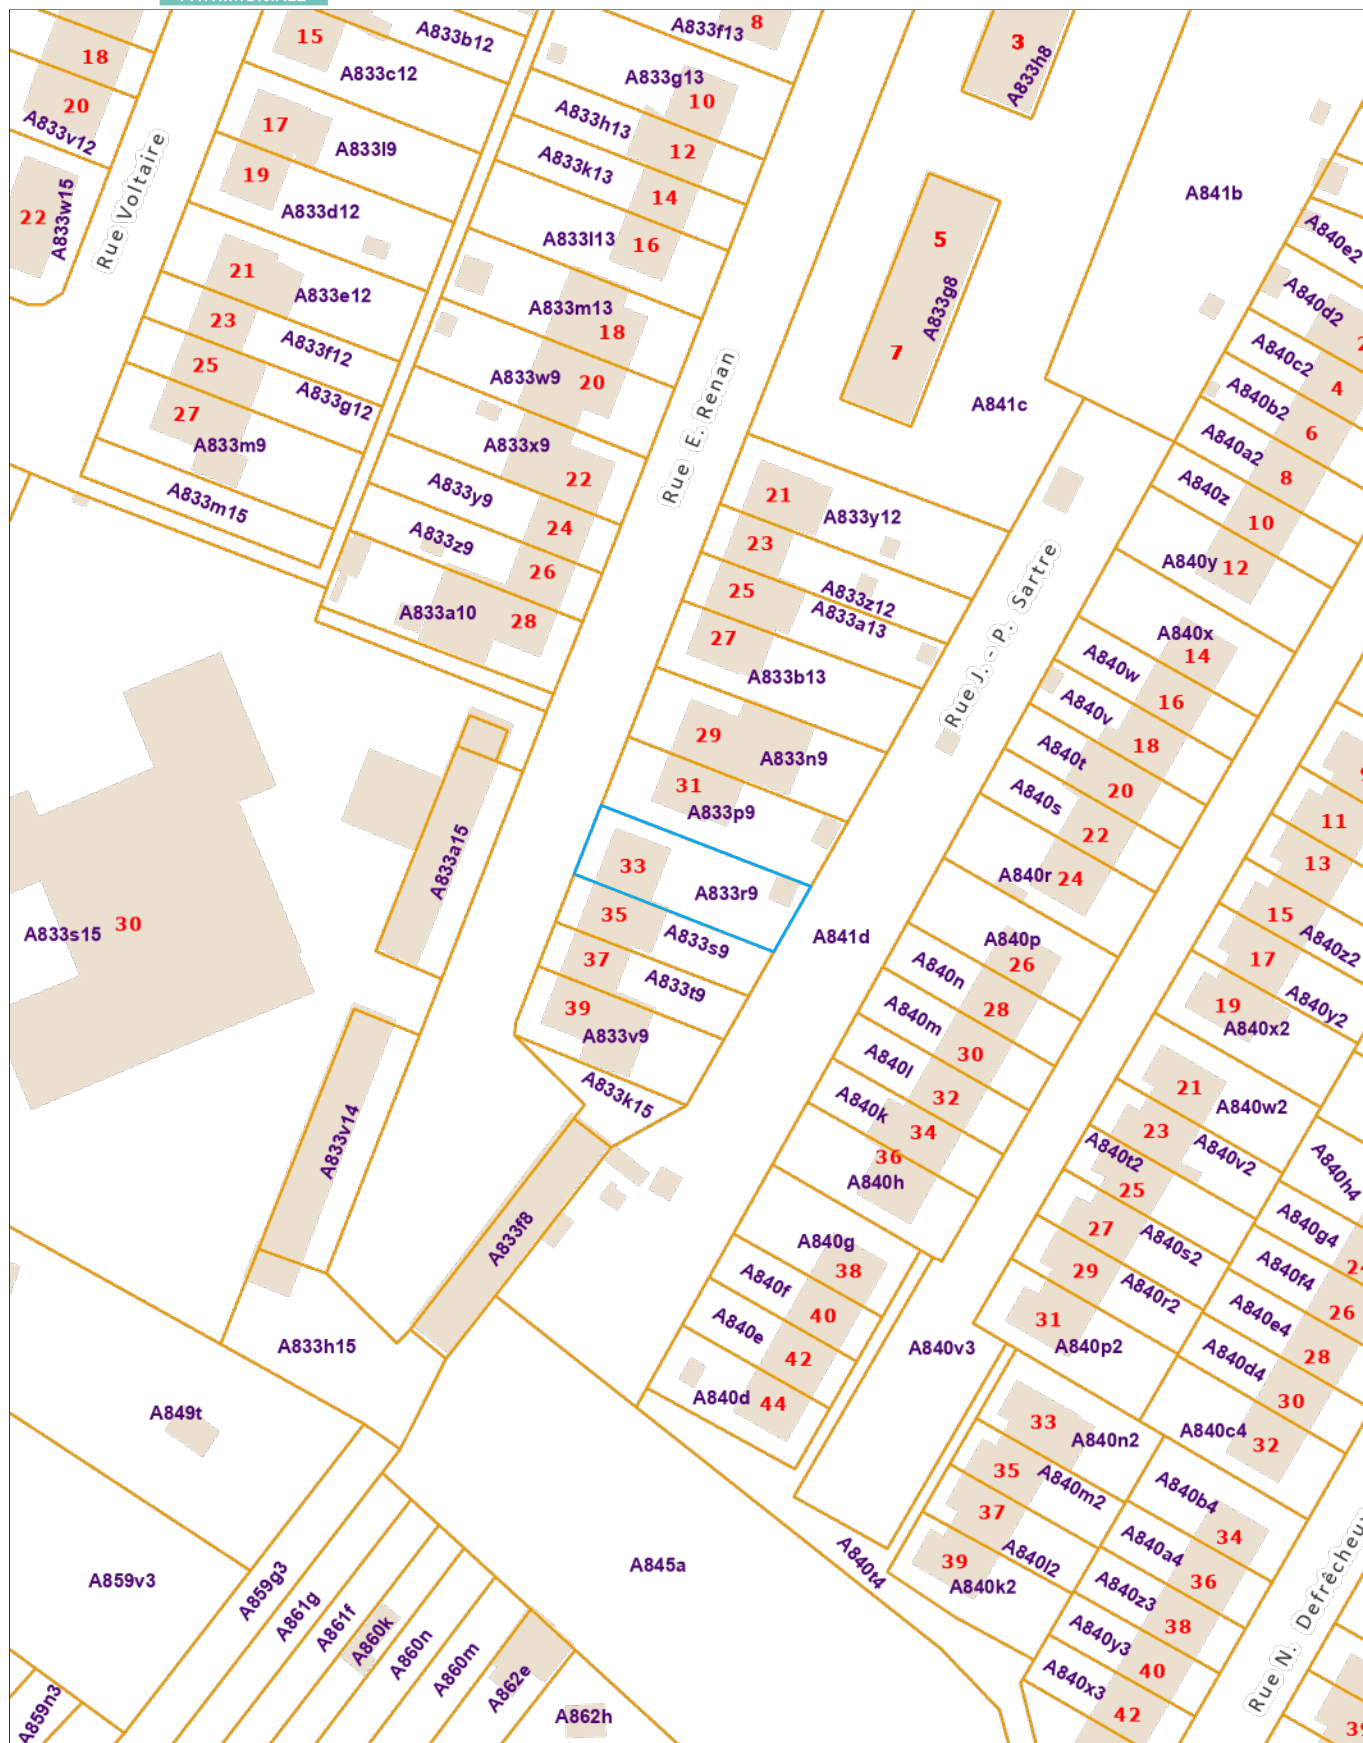 15
A833b12
A833f13
8
3
A833h8
18
A833c12
A833g13
10
20
A833v12
17
A833l9
A833h13
12
A841b
22
A833w15
Rue Voltaire
19
A833d12
A833k13
14
A833l13
16
5
A833g8
7
A840e2
21
A833e12
A833m13
18
A840d2
23
A833f12
A840c2
4
25
A833g12
A833w9
20
Rue E. Renan
A841c
A840b2
6
27
A833m9
A833x9
22
A840a2
8
A833m15
A833y9
24
21
A833y12
A840z
10
A833z9
26
23
A840y
12
A833a10
28
25
A833z12
A833a13
27
A833b13
Rue J. - P. Sartre
A840x
14
A840w
16
A840v
18
29
A833n9
A840t
20
31
A833p9
A840s
22
11
A833a15
33
A833r9
A840r
24
13
30
A833s15
35
A833s9
A841d
15
A840z2
37
A833t9
A840p
26
17
A840n
28
A840y2
39
A833v9
A840m
30
19
A840x2
A833k15
A840l
32
21
A840w2
A833v14
A840k
34
23
A840v2
36
A840t2
A840h
25
A840h4
A833f8
27
A840s2
A840g4
A840g
38
29
A840r2
A840f4
A840f
40
31
A840p2
A840e4
26
A833h15
A840e
42
A840v3
A840d4
28
A840d
44
33
A840n2
30
A849t
A840c4
32
35
A840m2
A840b4
34
37
A840l2
A840a4
36
A859v3
A859g3
A845a
A840t4
39
A840k2
A840z3
38
A861g
A861f
A860k
A860n
A860m
A862e
A840y3
40
A859n3
A862h
A840x3
42
Rue N.